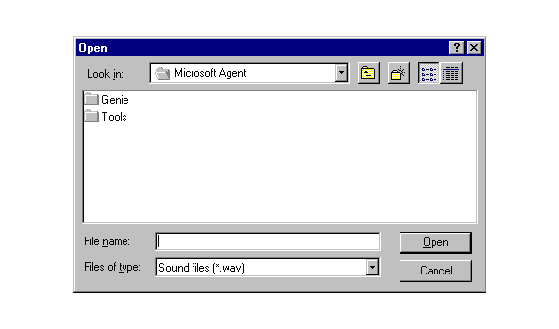 Open
Look in: Microsoft Agent
Genie
Tools
File name: Open
Files of type: Sound files (*.wav) Cancel